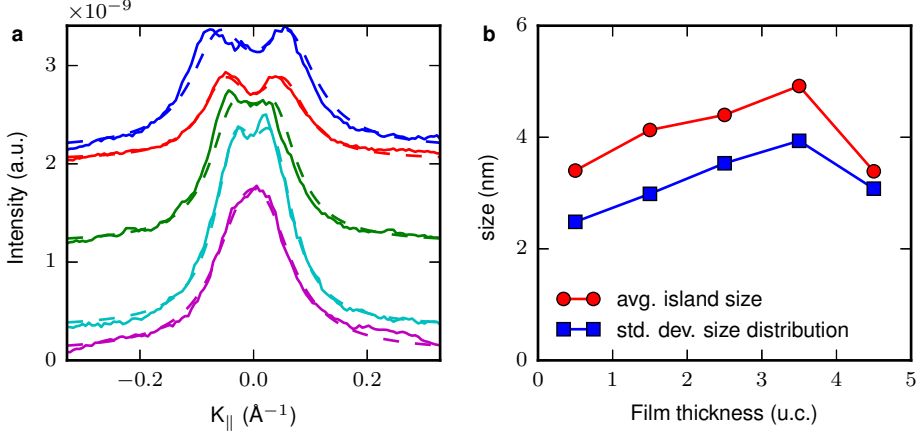 ×10⁻⁹
a
3
2
1
0
Intensity (a.u.)
−0.2 0.0 0.2
K∥ (Å⁻¹)
b
6
4
2
0
size (nm)
avg. island size
std. dev. size distribution
0 1 2 3 4 5
Film thickness (u.c.)